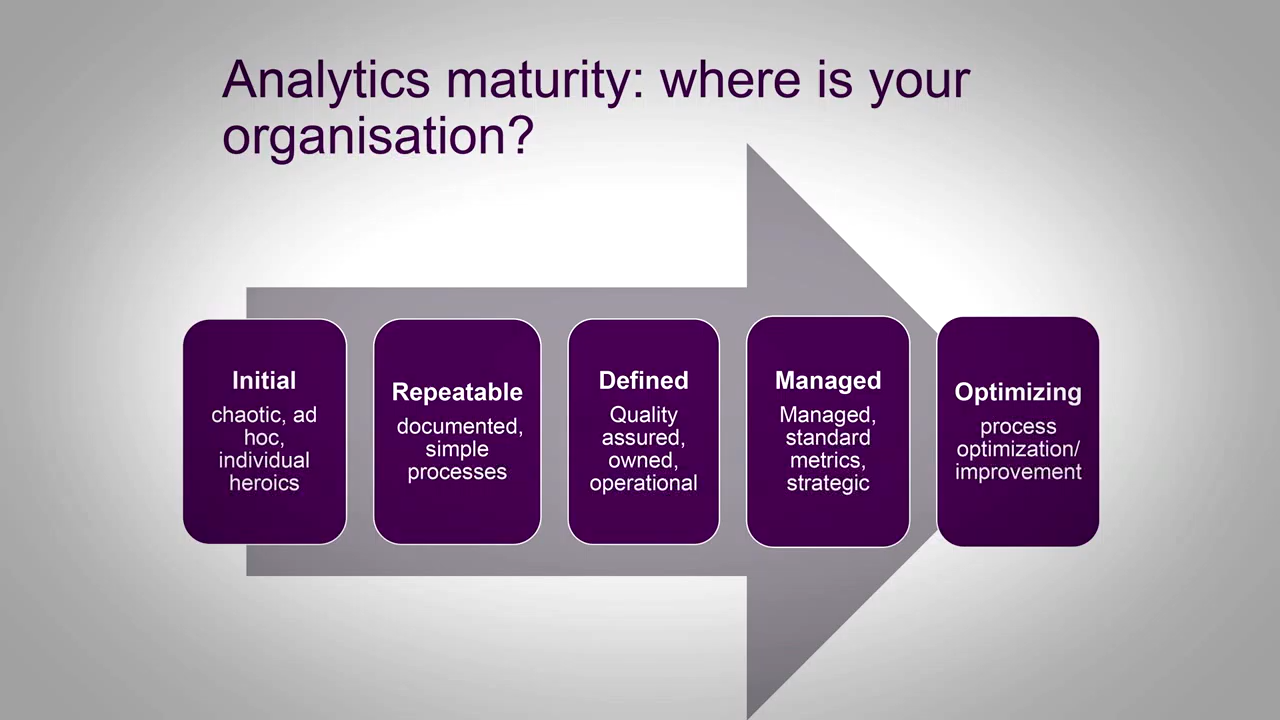 Analytics maturity: where is your
organisation?
Initial
chaotic, ad
hoc,
individual
heroics
Repeatable
documented,
simple
processes
Defined
Quality
assured,
owned,
operational
Managed
Managed,
standard
metrics,
strategic
Optimizing
process
optimization/
improvement